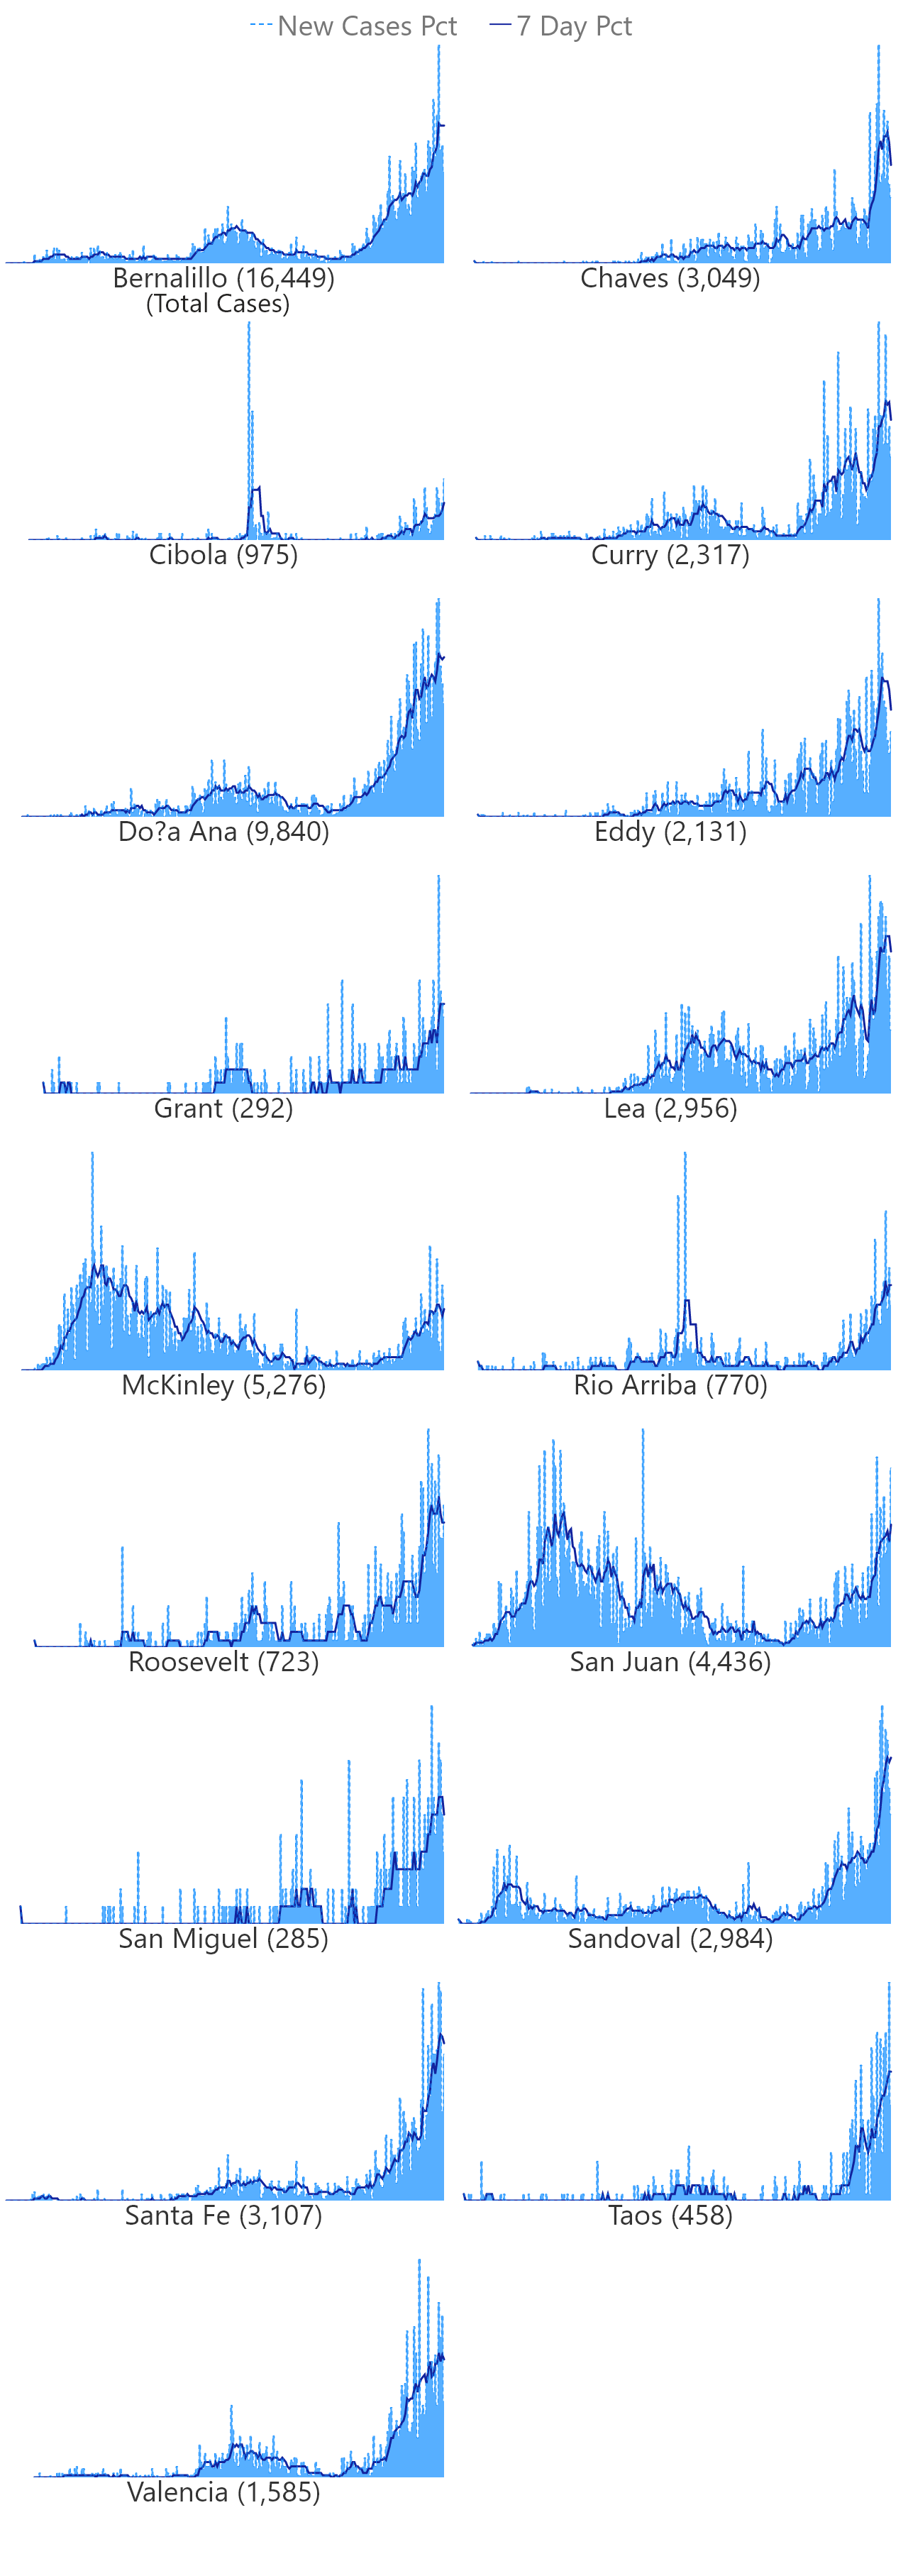 New Cases Pct 7 Day Pct
Bernalillo (16,449)
(Total Cases)
Chaves (3,049)
Cibola (975)
Curry (2,317)
Do?a Ana (9,840)
Eddy (2,131)
Grant (292)
Lea (2,956)
McKinley (5,276)
Rio Arriba (770)
Roosevelt (723)
San Juan (4,436)
San Miguel (285)
Sandoval (2,984)
Santa Fe (3,107)
Taos (458)
Valencia (1,585)